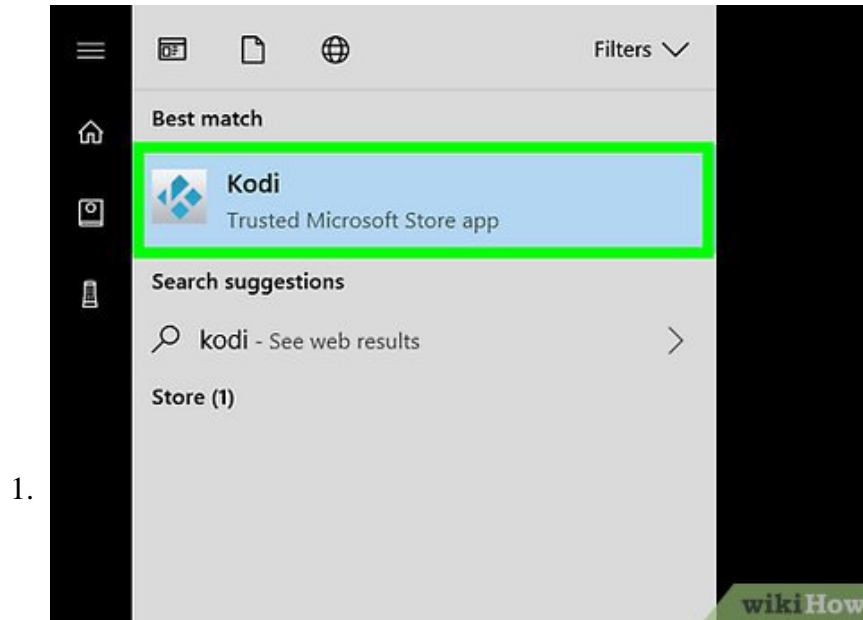 Filters
Best match
Kodi
Trusted Microsoft Store app
Search suggestions
kodi - See web results
Store (1)
1.
wikiHow